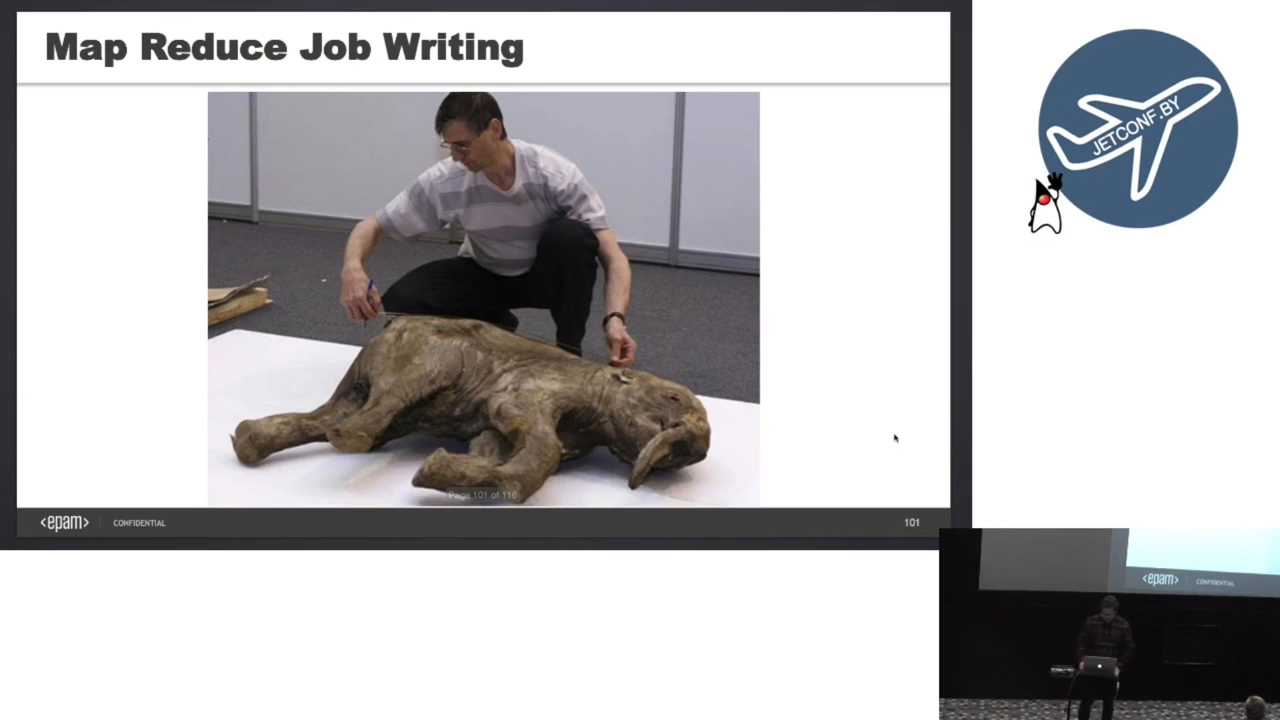 Map Reduce Job Writing
JETCONF.BY
Page 101 of 116
<epam>
CONFIDENTIAL
101
<epam>
CONFIDENTIAL